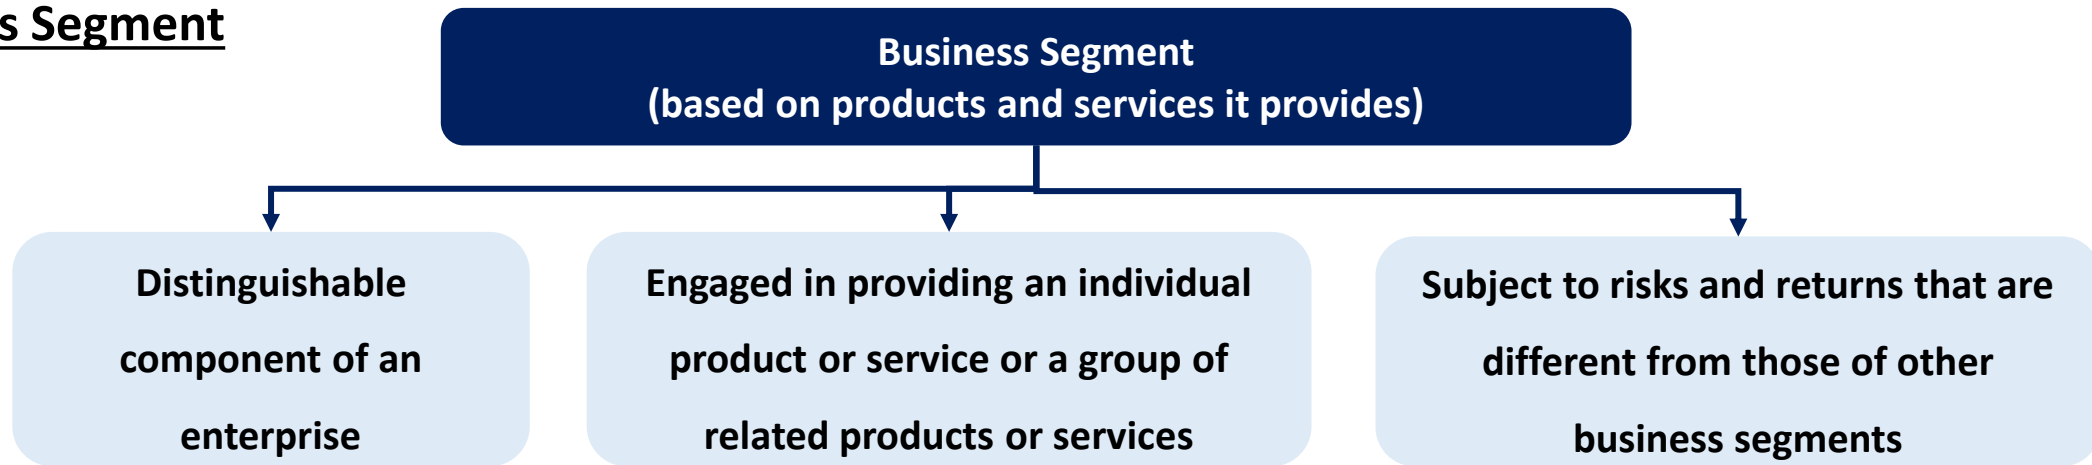 s Segment
Business Segment
(based on products and services it provides)
Distinguishable
component of an
enterprise
Engaged in providing an individual
product or service or a group of
related products or services
Subject to risks and returns that are
different from those of other
business segments